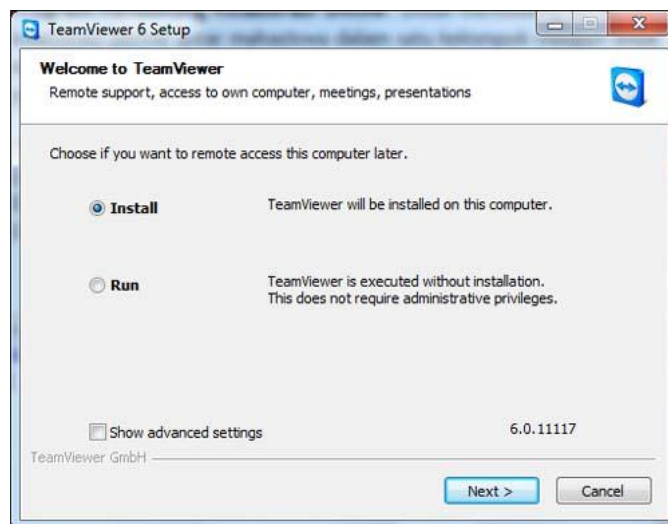 TeamViewer 6 Setup
Welcome to TeamViewer
Remote support, access to own computer, meetings, presentations
Choose if you want to remote access this computer later.
Install
TeamViewer will be installed on this computer.
Run
TeamViewer is executed without installation.
This does not require administrative privileges.
Show advanced settings
6.0.11117
TeamViewer GmbH
Next >
Cancel